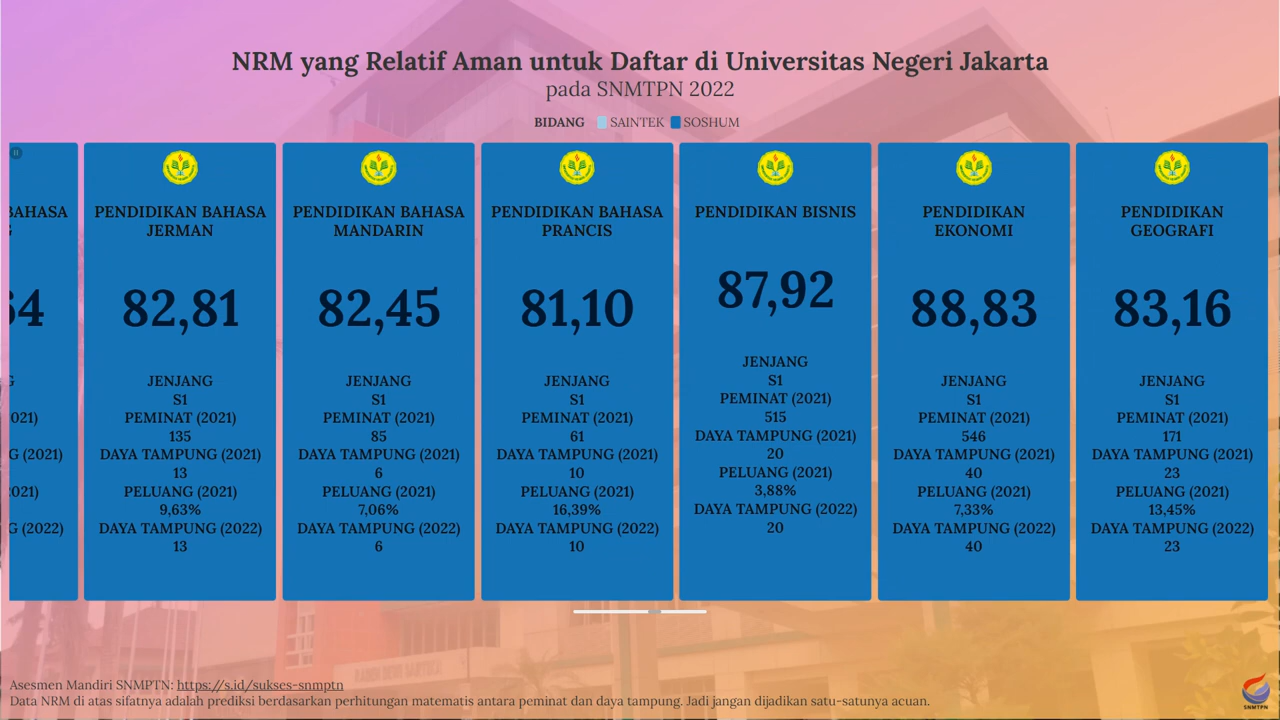 NRM yang Relatif Aman untuk Daftar di Universitas Negeri Jakarta
pada SNMTPN 2022
BIDANG SAINTEK SOSHUM
BAHASA
64
2021)
G (2021)
2021)
G (2022)
PENDIDIKAN BAHASA
JERMAN
82,81
JENJANG
S1
PEMINAT (2021)
135
DAYA TAMPUNG (2021)
13
PELUANG (2021)
9,63%
DAYA TAMPUNG (2022)
13
PENDIDIKAN BAHASA
MANDARIN
82,45
JENJANG
S1
PEMINAT (2021)
85
DAYA TAMPUNG (2021)
6
PELUANG (2021)
7,06%
DAYA TAMPUNG (2022)
6
PENDIDIKAN BAHASA
PRANCIS
81,10
JENJANG
S1
PEMINAT (2021)
61
DAYA TAMPUNG (2021)
10
PELUANG (2021)
16,39%
DAYA TAMPUNG (2022)
10
PENDIDIKAN BISNIS
87,92
JENJANG
S1
PEMINAT (2021)
515
DAYA TAMPUNG (2021)
20
PELUANG (2021)
3,88%
DAYA TAMPUNG (2022)
20
PENDIDIKAN
EKONOMI
88,83
JENJANG
S1
PEMINAT (2021)
546
DAYA TAMPUNG (2021)
40
PELUANG (2021)
7,33%
DAYA TAMPUNG (2022)
40
PENDIDIKAN
GEOGRAFI
83,16
JENJANG
S1
PEMINAT (2021)
171
DAYA TAMPUNG (2021)
23
PELUANG (2021)
13,45%
DAYA TAMPUNG (2022)
23
Asesmen Mandiri SNMPTN: https://s.id/sukses-snmptn
Data NRM di atas sifatnya adalah prediksi berdasarkan perhitungan matematis antara peminat dan daya tampung. Jadi jangan dijadikan satu-satunya acuan.
SNMTPN